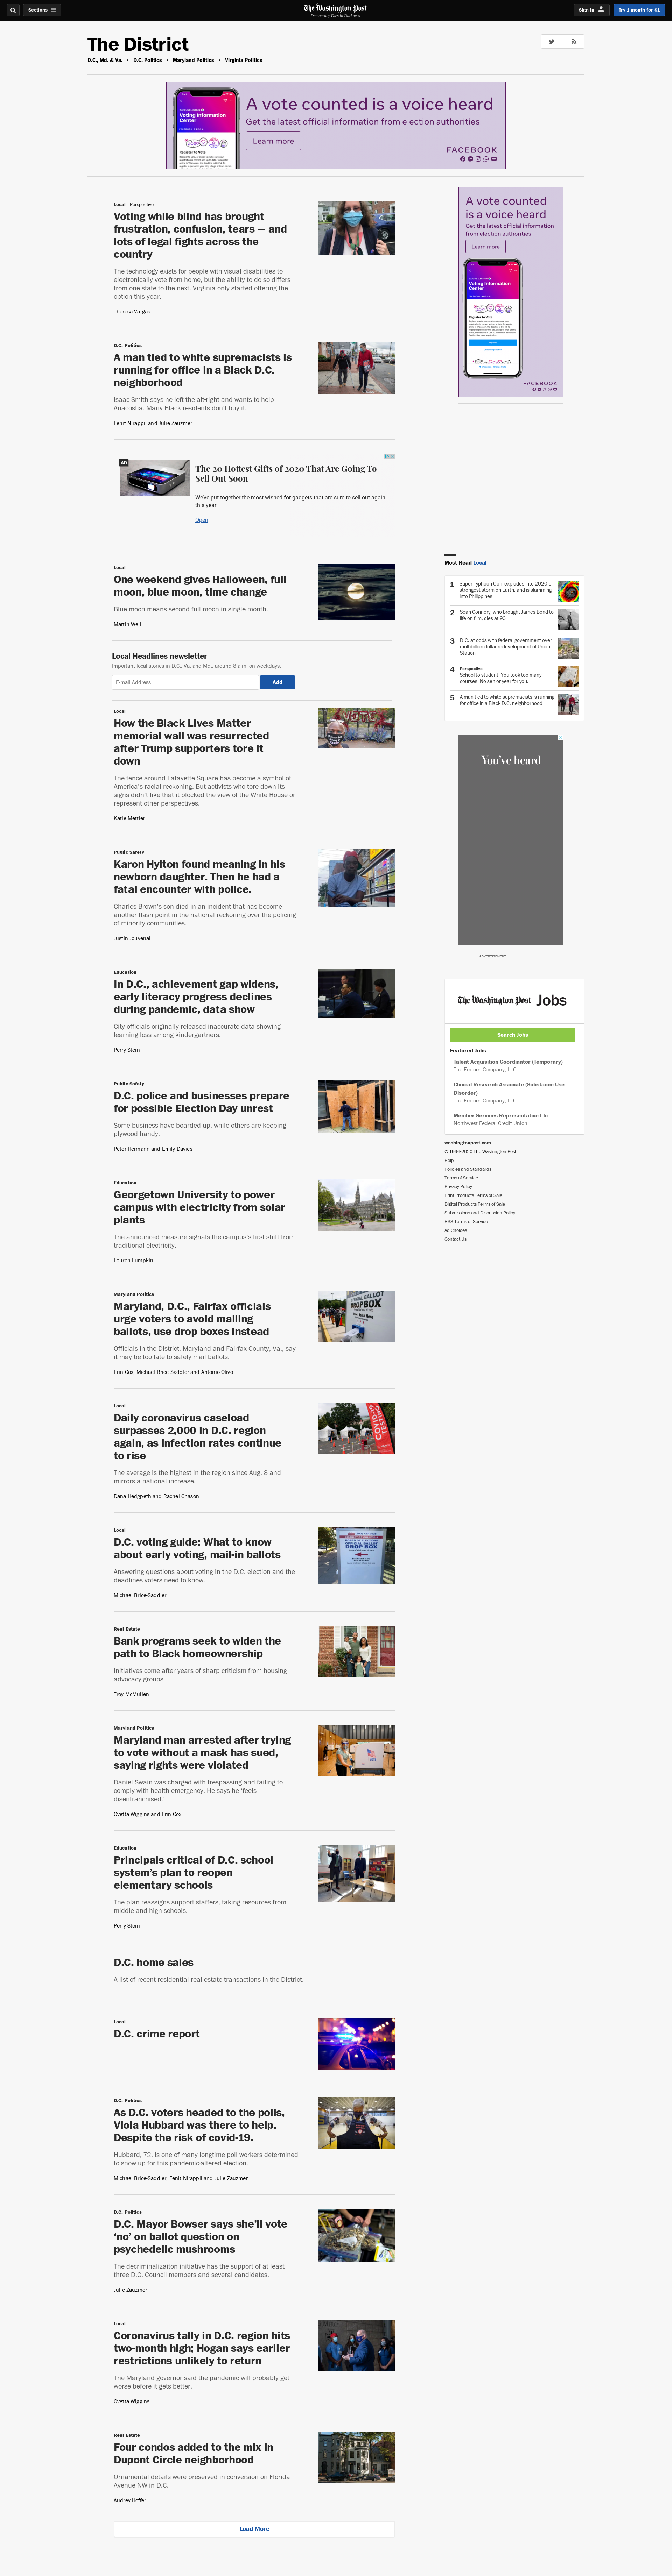 Sections
The Washington Post
Democracy Dies in Darkness
Sign In
Try 1 month for $1
The District
D.C., Md. & Va. • D.C. Politics • Maryland Politics • Virginia Politics
A vote counted is a voice heard
Get the latest official information from election authorities
Learn more
FACEBOOK
Voting Information Center
Local Perspective
Voting while blind has brought
frustration, confusion, tears — and
lots of legal fights across the
country
The technology exists for people with visual disabilities to
electronically vote from home, but the ability to do so differs
from one state to the next. Virginia only started offering the
option this year.
Theresa Vargas
D.C. Politics
A man tied to white supremacists is
running for office in a Black D.C.
neighborhood
Isaac Smith says he left the alt-right and wants to help
Anacostia. Many Black residents don't buy it.
Fenit Nirappil and Julie Zauzmer
AD
The 20 Hottest Gifts of 2020 That Are Going To
Sell Out Soon
We've put together the most-wished-for gadgets that are sure to sell out again
this year
Open
Local
One weekend gives Halloween, full
moon, blue moon, time change
Blue moon means second full moon in single month.
Martin Weil
Local Headlines newsletter
Important local stories in D.C., Va. and Md., around 8 a.m. on weekdays.
E-mail Address
Add
Local
How the Black Lives Matter
memorial wall was resurrected
after Trump supporters tore it
down
The fence around Lafayette Square has become a symbol of
America's racial reckoning. But activists who tore down its
signs didn't like that it blocked the view of the White House or
represent other perspectives.
Katie Mettler
Public Safety
Karon Hylton found meaning in his
newborn daughter. Then he had a
fatal encounter with police.
Charles Brown's son died in an incident that has become
another flash point in the national reckoning over the policing
of minority communities.
Justin Jouvenal
Education
In D.C., achievement gap widens,
early literacy progress declines
during pandemic, data show
City officials originally released inaccurate data showing
learning loss among kindergartners.
Perry Stein
Public Safety
D.C. police and businesses prepare
for possible Election Day unrest
Some business have boarded up, while others are keeping
plywood handy.
Peter Hermann and Emily Davies
Education
Georgetown University to power
campus with electricity from solar
plants
The announced measure signals the campus's first shift from
traditional electricity.
Lauren Lumpkin
Maryland Politics
Maryland, D.C., Fairfax officials
urge voters to avoid mailing
ballots, use drop boxes instead
Officials in the District, Maryland and Fairfax County, Va., say
it may be too late to safely mail ballots.
Erin Cox, Michael Brice-Saddler and Antonio Olivo
Local
Daily coronavirus caseload
surpasses 2,000 in D.C. region
again, as infection rates continue
to rise
The average is the highest in the region since Aug. 8 and
mirrors a national increase.
Dana Hedgpeth and Rachel Chason
Local
D.C. voting guide: What to know
about early voting, mail-in ballots
Answering questions about voting in the D.C. election and the
deadlines voters need to know.
Michael Brice-Saddler
Real Estate
Bank programs seek to widen the
path to Black homeownership
Initiatives come after years of sharp criticism from housing
advocacy groups
Troy McMullen
Maryland Politics
Maryland man arrested after trying
to vote without a mask has sued,
saying rights were violated
Daniel Swain was charged with trespassing and failing to
comply with health emergency. He says he 'feels
disenfranchised.'
Ovetta Wiggins and Erin Cox
Education
Principals critical of D.C. school
system's plan to reopen
elementary schools
The plan reassigns support staffers, taking resources from
middle and high schools.
Perry Stein
D.C. home sales
A list of recent residential real estate transactions in the District.
Local
D.C. crime report
D.C. Politics
As D.C. voters headed to the polls,
Viola Hubbard was there to help.
Despite the risk of covid-19.
Hubbard, 72, is one of many longtime poll workers determined
to show up for this pandemic-altered election.
Michael Brice-Saddler, Fenit Nirappil and Julie Zauzmer
D.C. Politics
D.C. Mayor Bowser says she'll vote
'no' on ballot question on
psychedelic mushrooms
The decriminalizaiton initiative has the support of at least
three D.C. Council members and several candidates.
Julie Zauzmer
Local
Coronavirus tally in D.C. region hits
two-month high; Hogan says earlier
restrictions unlikely to return
The Maryland governor said the pandemic will probably get
worse before it gets better.
Ovetta Wiggins
Real Estate
Four condos added to the mix in
Dupont Circle neighborhood
Ornamental details were preserved in conversion on Florida
Avenue NW in D.C.
Audrey Hoffer
Load More
A vote counted
is a voice heard
Get the latest official information
from election authorities
Learn more
Voting Information Center
Register to Vote
FACEBOOK
Most Read Local
1 Super Typhoon Goni explodes into 2020's
strongest storm on Earth, and is slamming
into Philippines
2 Sean Connery, who brought James Bond to
life on film, dies at 90
3 D.C. at odds with federal government over
multibillion-dollar redevelopment of Union
Station
4 Perspective
School to student: You took too many
courses. No senior year for you.
5 A man tied to white supremacists is running
for office in a Black D.C. neighborhood
You've heard
ADVERTISEMENT
The Washington Post Jobs
Search Jobs
Featured Jobs
Talent Acquisition Coordinator (Temporary)
The Emmes Company, LLC
Clinical Research Associate (Substance Use
Disorder)
The Emmes Company, LLC
Member Services Representative I-III
Northwest Federal Credit Union
washingtonpost.com
© 1996-2020 The Washington Post
Help
Policies and Standards
Terms of Service
Privacy Policy
Print Products Terms of Sale
Digital Products Terms of Sale
Submissions and Discussion Policy
RSS Terms of Service
Ad Choices
Contact Us